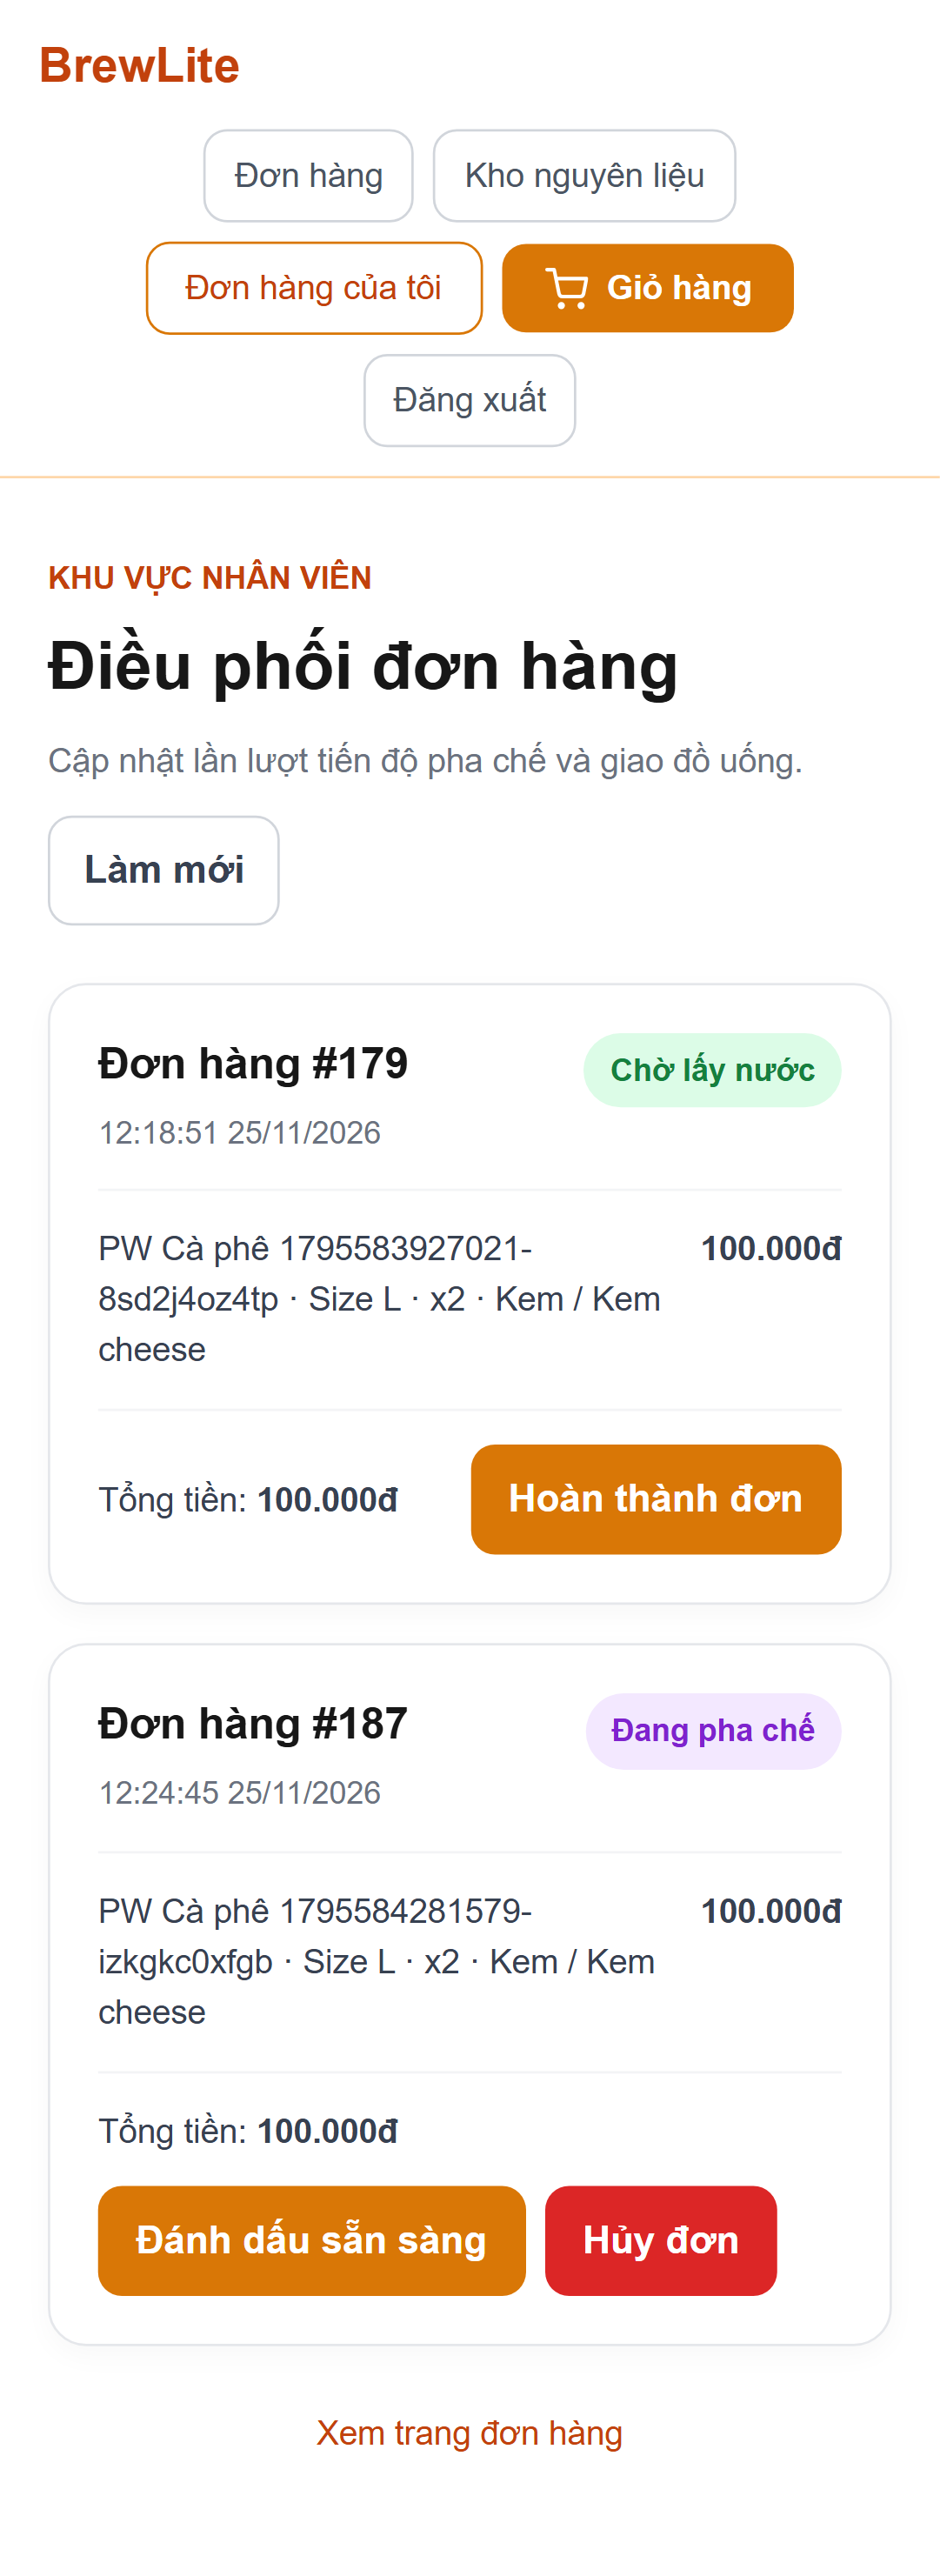 BrewLite
Đơn hàng
Kho nguyên liệu
Đơn hàng của tôi
Giỏ hàng
Đăng xuất
KHU VỰC NHÂN VIÊN
Điều phối đơn hàng
Cập nhật lần lượt tiến độ pha chế và giao đồ uống.
Làm mới
Đơn hàng #179
Chờ lấy nước
12:18:51 25/11/2026
PW Cà phê 1795583927021-
100.000đ
8sd2j4oz4tp · Size L · x2 · Kem / Kem
cheese
Tổng tiền: 100.000đ
Hoàn thành đơn
Đơn hàng #187
Đang pha chế
12:24:45 25/11/2026
PW Cà phê 1795584281579-
100.000đ
izkgkc0xfgb · Size L · x2 · Kem / Kem
cheese
Tổng tiền: 100.000đ
Đánh dấu sẵn sàng
Hủy đơn
Xem trang đơn hàng